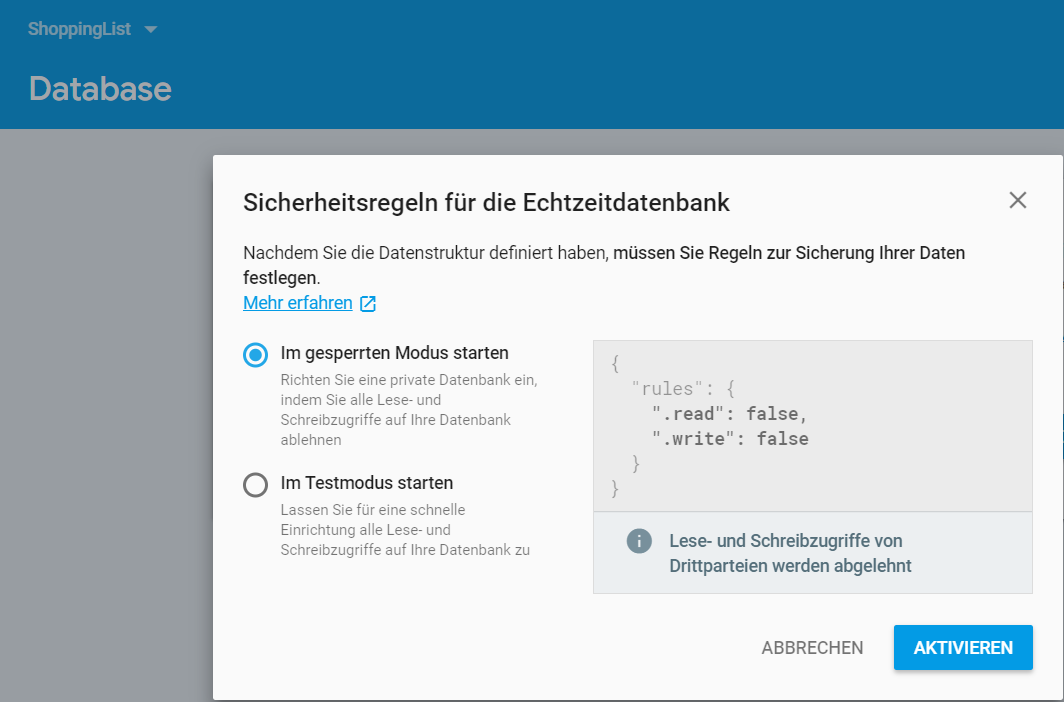 ShoppingList
Database
Sicherheitsregeln für die Echtzeitdatenbank
Nachdem Sie die Datenstruktur definiert haben, müssen Sie Regeln zur Sicherung Ihrer Daten
festlegen.
Mehr erfahren
Im gesperrten Modus starten
Richten Sie eine private Datenbank ein,
indem Sie alle Lese- und
Schreibzugriffe auf Ihre Datenbank
ablehnen
Im Testmodus starten
Lassen Sie für eine schnelle
Einrichtung alle Lese- und
Schreibzugriffe auf Ihre Datenbank zu
{
  "rules": {
    ".read": false,
    ".write": false
  }
}
Lese- und Schreibzugriffe von
Drittparteien werden abgelehnt
ABBRECHEN
AKTIVIEREN